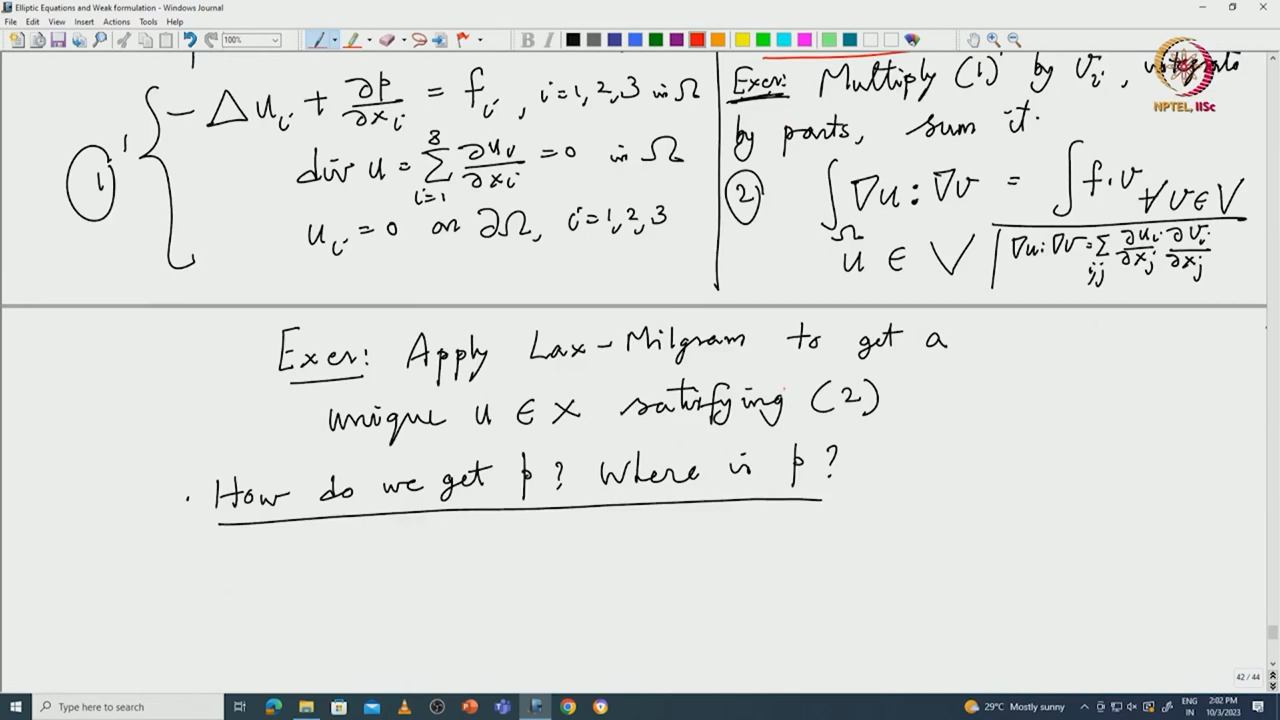 Elliptic Equations and Weak formulation - Windows Journal
File Edit View Insert Actions Tools Help
100%
NPTEL, IISc
(1)' { - Δu_i + ∂p/∂x_i = f_i, i=1, 2, 3 in Ω
div u = Σ_{i=1}^{3} ∂u_i/∂x_i = 0 in Ω
u_i = 0 on ∂Ω, i=1, 2, 3
Exer: Multiply (1)' by v_i, integrate
by parts, sum it.
(2) ∫_Ω ∇u : ∇v = ∫ f.v ∀ v ∈ V
u ∈ V
∇u : ∇v = Σ_{i,j} ∂u_i/∂x_j ∂v_i/∂x_j
Exer: Apply Lax-Milgram to get a
unique u ∈ X satisfying (2)
. How do we get p? Where is p?
42 / 44
Type here to search
29°C Mostly sunny
ENG
IN
2:02 PM
10/3/2023